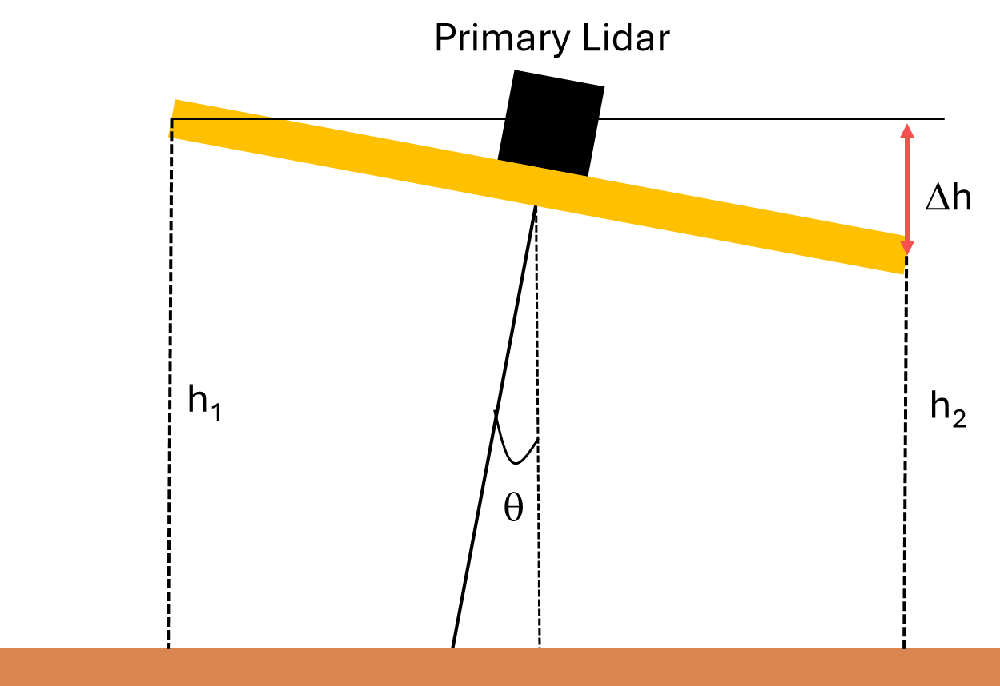 Primary Lidar
Δh
h₁
h₂
θ